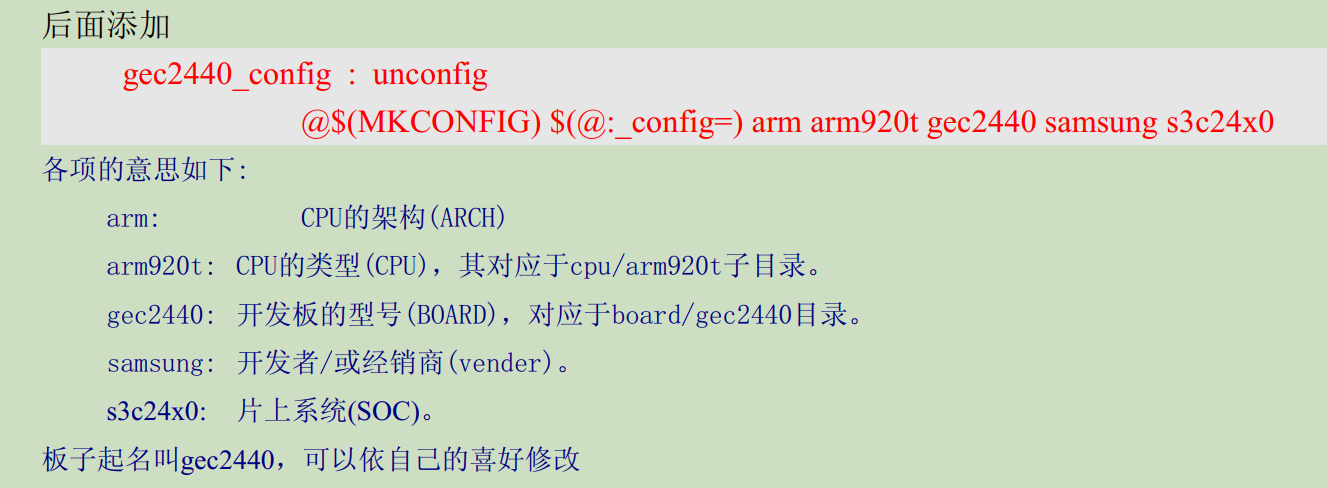 后面添加
gec2440_config : unconfig
@$(MKCONFIG) $(@:_config=) arm arm920t gec2440 samsung s3c24x0
各项的意思如下:
arm: CPU的架构(ARCH)
arm920t: CPU的类型(CPU)，其对应于cpu/arm920t子目录。
gec2440: 开发板的型号(BOARD)，对应于board/gec2440目录。
samsung: 开发者/或经销商(vender)。
s3c24x0: 片上系统(SOC)。
板子起名叫gec2440，可以依自己的喜好修改